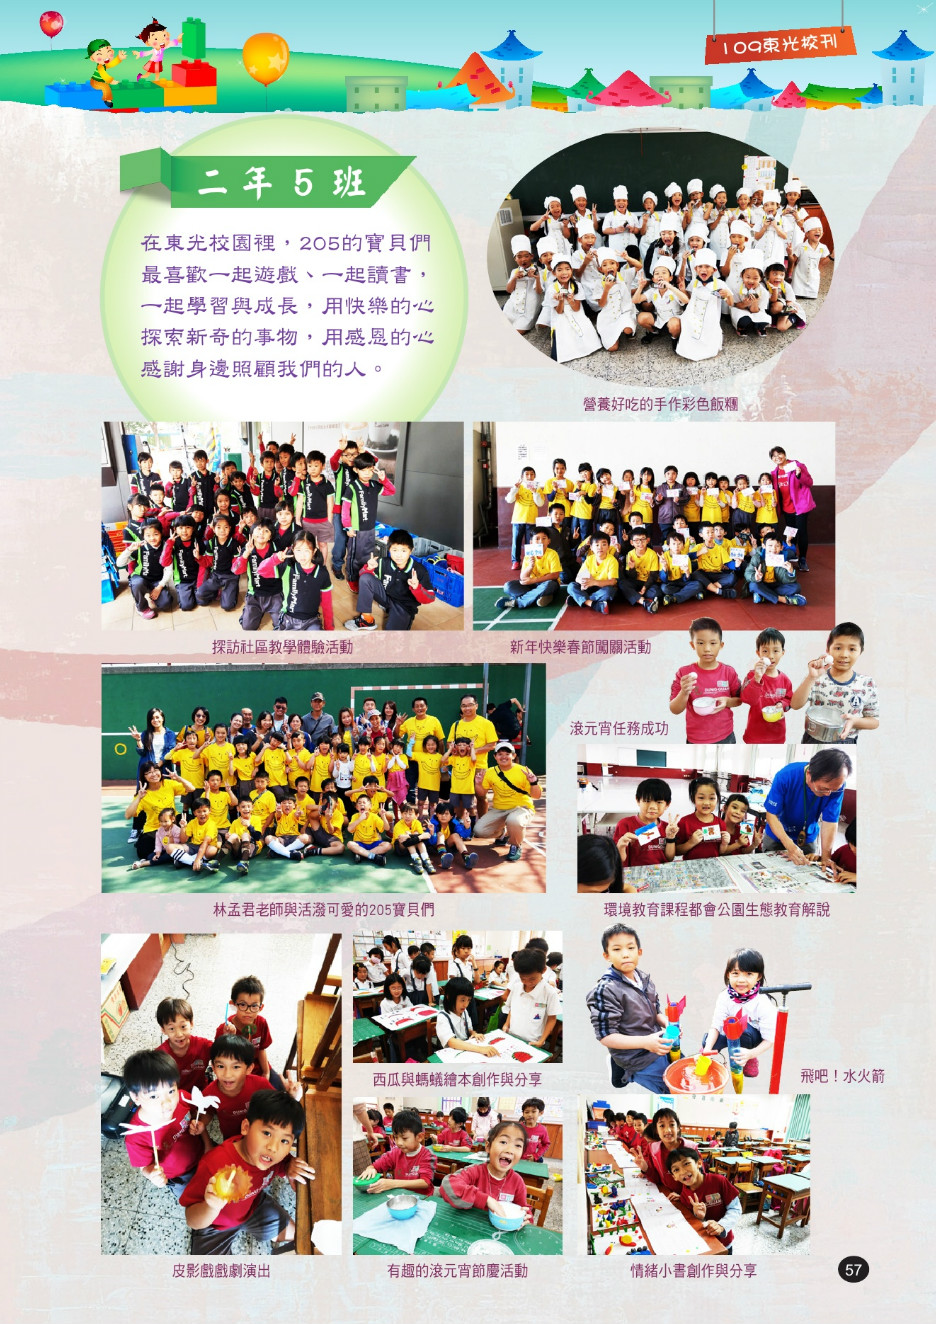 109東光校刊
二年5班
在東光校園裡，205的寶貝們
最喜歡一起遊戲、一起讀書，
一起學習與成長，用快樂的心
探索新奇的事物，用感恩的心
感謝身邊照顧我們的人。
營養好吃的手作彩色飯糰
FamilyMart
FamilyMart
FamilyMart
FamilyMart
探訪社區教學體驗活動
新年快樂春節闖關活動
滾元宵任務成功
林孟君老師與活潑可愛的205寶貝們
環境教育課程都會公園生態教育解說
西瓜與螞蟻繪本創作與分享
飛吧！水火箭
皮影戲戲劇演出
有趣的滾元宵節慶活動
情緒小書創作與分享
57